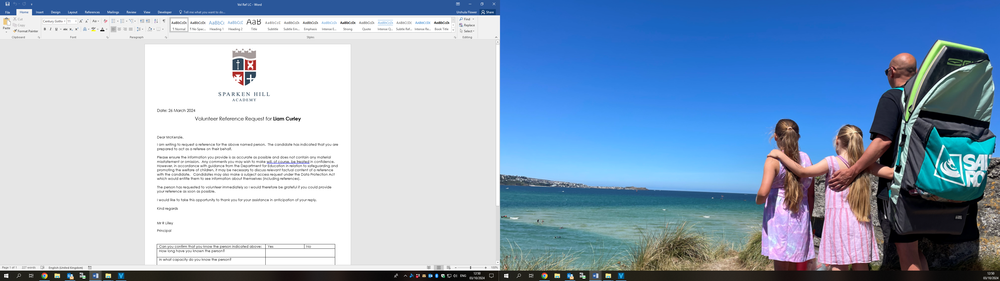 Vol Ref LC - Word
File Home Insert Design Layout References Mailings Review View Developer Tell me what you want to do... Urshula Flower Share
Paste
Cut
Copy
Format Painter
Clipboard
Century Gothi 11
Aa
B I U abc x₂ x² A ab A
Font
Paragraph
AaBbCcDc AaBbCcDc AaBbCc AaBbCcE AaB AaBbCcD AaBbCcDc AaBbCcDc AaBbCcDc AaBbCcDc AaBbCcDc AaBbCcDc AABBCCDE AABBCCDE AaBbCcDc
¶ Normal ¶ No Spac... Heading 1 Heading 2 Title Subtitle Subtle Em... Emphasis Intense E... Strong Quote Intense Q... Subtle Ref... Intense Re... Book Title
Styles
Find
Replace
Select
Editing
SPARKEN HILL
ACADEMY
Date: 26 March 2024
Volunteer Reference Request for Liam Curley
Dear McKenzie,
I am writing to request a reference for the above named person. The candidate has indicated that you are
prepared to act as a referee on their behalf.
Please ensure the information you provide is as accurate as possible and does not contain any material
misstatement or omission. Any comments you may wish to make will, of course, be treated in confidence.
However, in accordance with guidance from the Department for Education in relation to safeguarding and
promoting the welfare of children, it may be necessary to discuss relevant factual content of a reference
with the candidate. Candidates may also make a subject access request under the Data Protection Act
which would entitle them to see information about themselves (including references).
The person has requested to volunteer immediately so I would therefore be grateful if you could provide
your reference as soon as possible.
I would like to take this opportunity to thank you for your assistance in anticipation of your reply.
Kind regards
Mr R Lilley
Principal
Can you confirm that you know the person indicated above: Yes No
How long have you known the person?
In what capacity do you know the person?
Page 1 of 1 227 words English (United Kingdom) 100%
ENG 12:50
03/10/2024
SAL
RO
12:50
03/10/2024